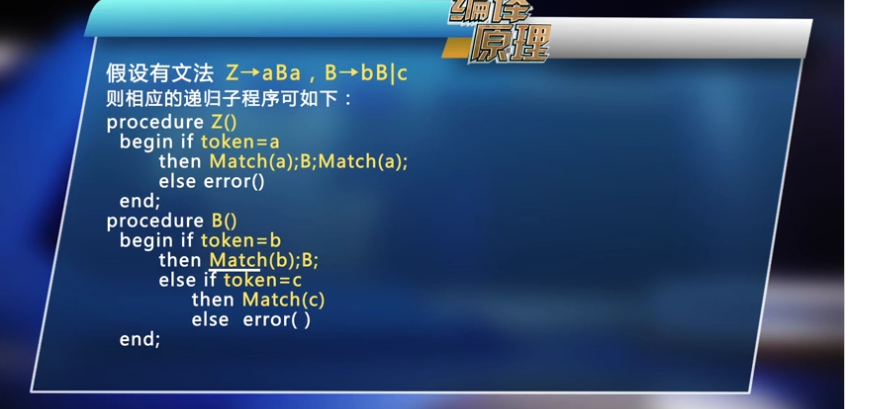 编译
原理
假设有文法 Z→aBa，B→bB|c
则相应的递归子程序可如下：
procedure Z()
begin if token=a
then Match(a);B;Match(a);
else error()
end;
procedure B()
begin if token=b
then Match(b);B;
else if token=c
then Match(c)
else error( )
end;